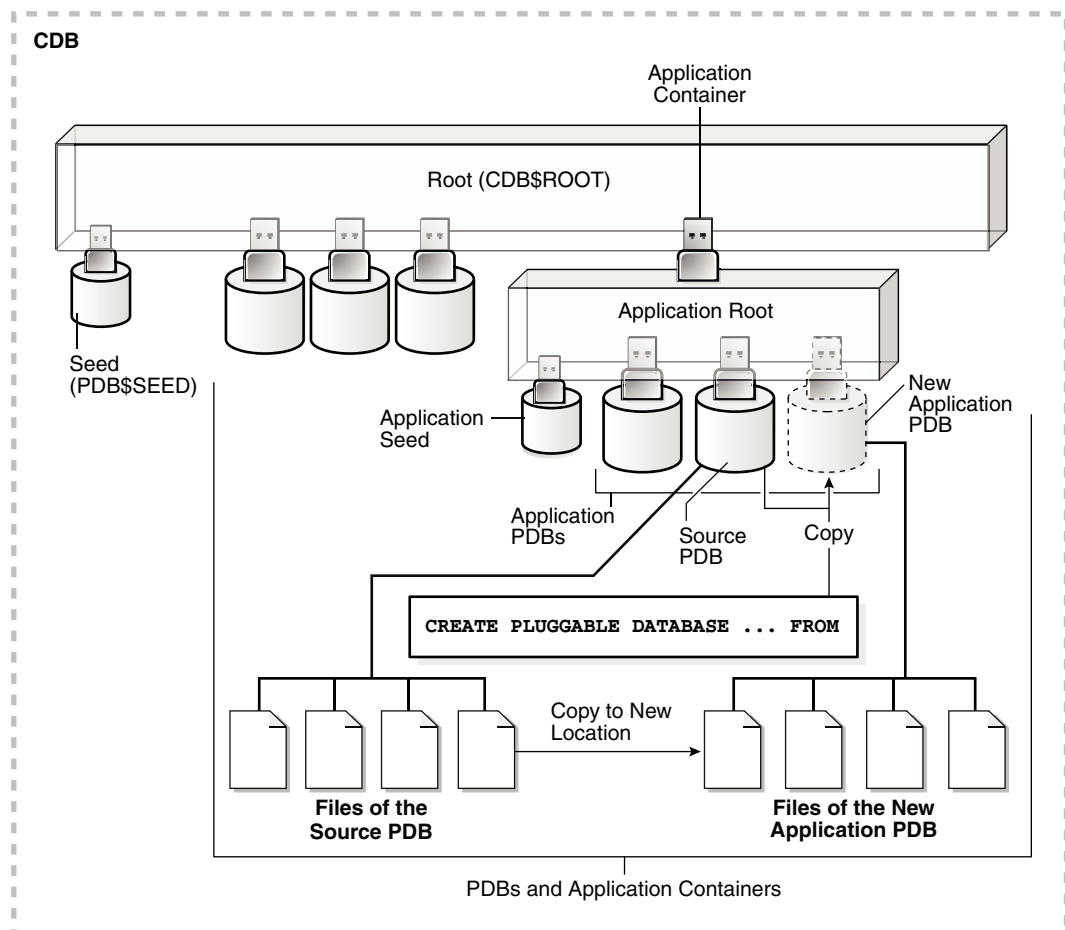 CDB
Application
Container
Root (CDB$ROOT)
Application Root
Seed
(PDB$SEED)
Application
Seed
New
Application
PDB
Application
PDBs
Source
PDB
Copy
CREATE PLUGGABLE DATABASE ... FROM
Copy to New
Location
Files of the
Source PDB
Files of the New
Application PDB
PDBs and Application Containers